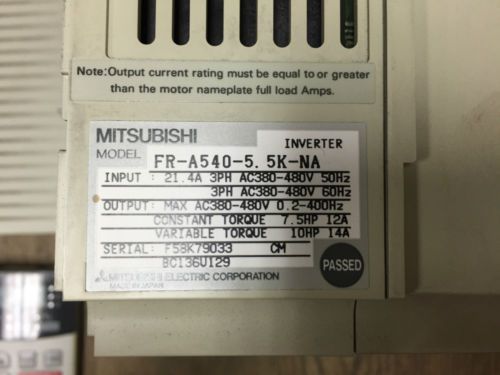 Note:Output current rating must be equal to or greater
than the motor nameplate full load Amps.
MITSUBISHI
INVERTER
MODEL FR-A540-5.5K-NA
INPUT : 21.4A 3PH AC380-480V 50Hz
3PH AC380-480V 60Hz
OUTPUT: MAX AC380-480V 0.2-400Hz
CONSTANT TORQUE 7.5HP 12A
VARIABLE TORQUE 10HP 14A
SERIAL: F58K79033 CM
BC136U129
PASSED
MITSUBISHI ELECTRIC CORPORATION
MADE IN JAPAN